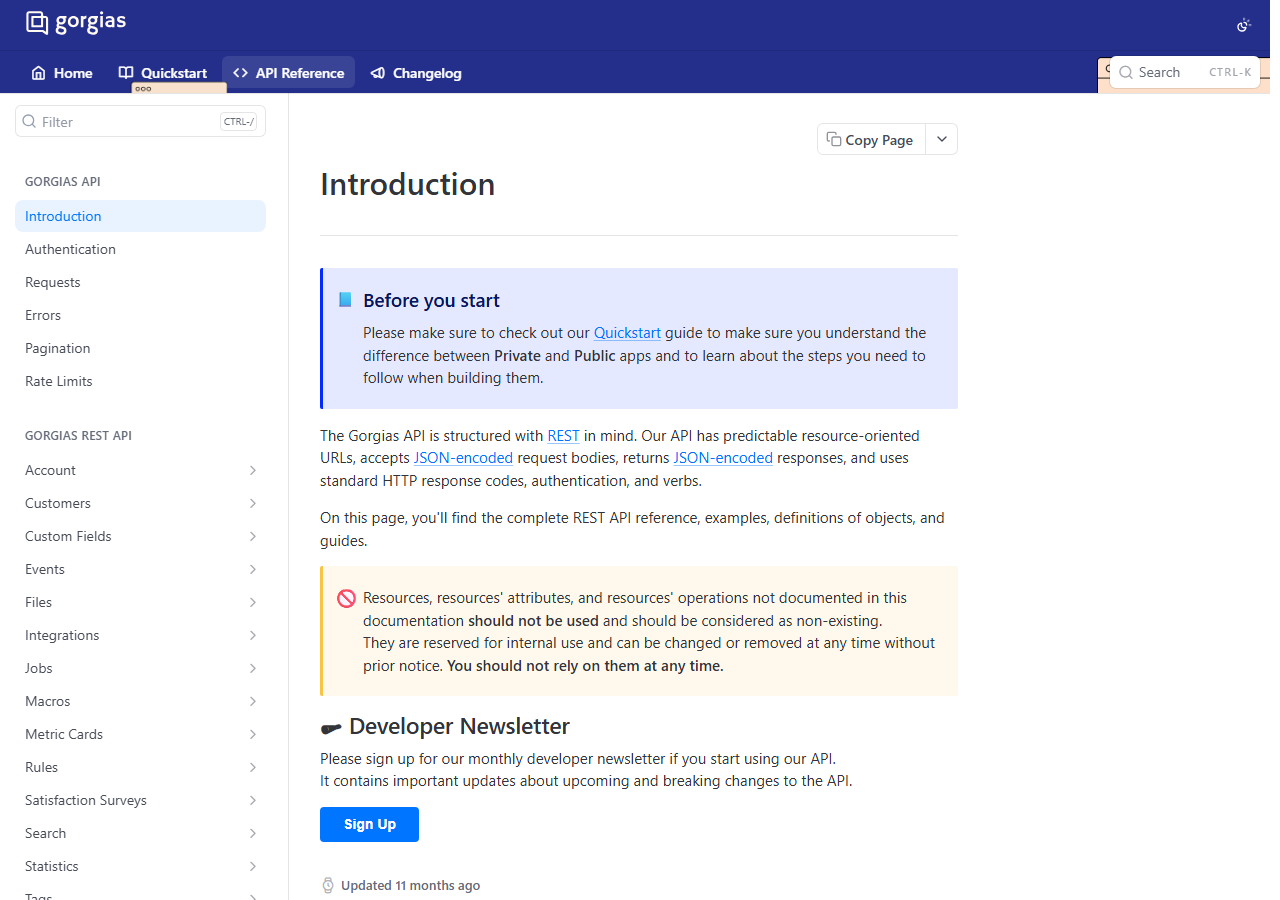 gorgias
Home
Quickstart
API Reference
Changelog
Search
CTRL-K
Filter
CTRL-/
GORGIAS API
Introduction
Authentication
Requests
Errors
Pagination
Rate Limits
GORGIAS REST API
Account
Customers
Custom Fields
Events
Files
Integrations
Jobs
Macros
Metric Cards
Rules
Satisfaction Surveys
Search
Statistics
Tags
Copy Page
Introduction
Before you start
Please make sure to check out our Quickstart guide to make sure you understand the
difference between Private and Public apps and to learn about the steps you need to
follow when building them.
The Gorgias API is structured with REST in mind. Our API has predictable resource-oriented
URLs, accepts JSON-encoded request bodies, returns JSON-encoded responses, and uses
standard HTTP response codes, authentication, and verbs.
On this page, you'll find the complete REST API reference, examples, definitions of objects, and
guides.
Resources, resources' attributes, and resources' operations not documented in this
documentation should not be used and should be considered as non-existing.
They are reserved for internal use and can be changed or removed at any time without
prior notice. You should not rely on them at any time.
Developer Newsletter
Please sign up for our monthly developer newsletter if you start using our API.
It contains important updates about upcoming and breaking changes to the API.
Sign Up
Updated 11 months ago